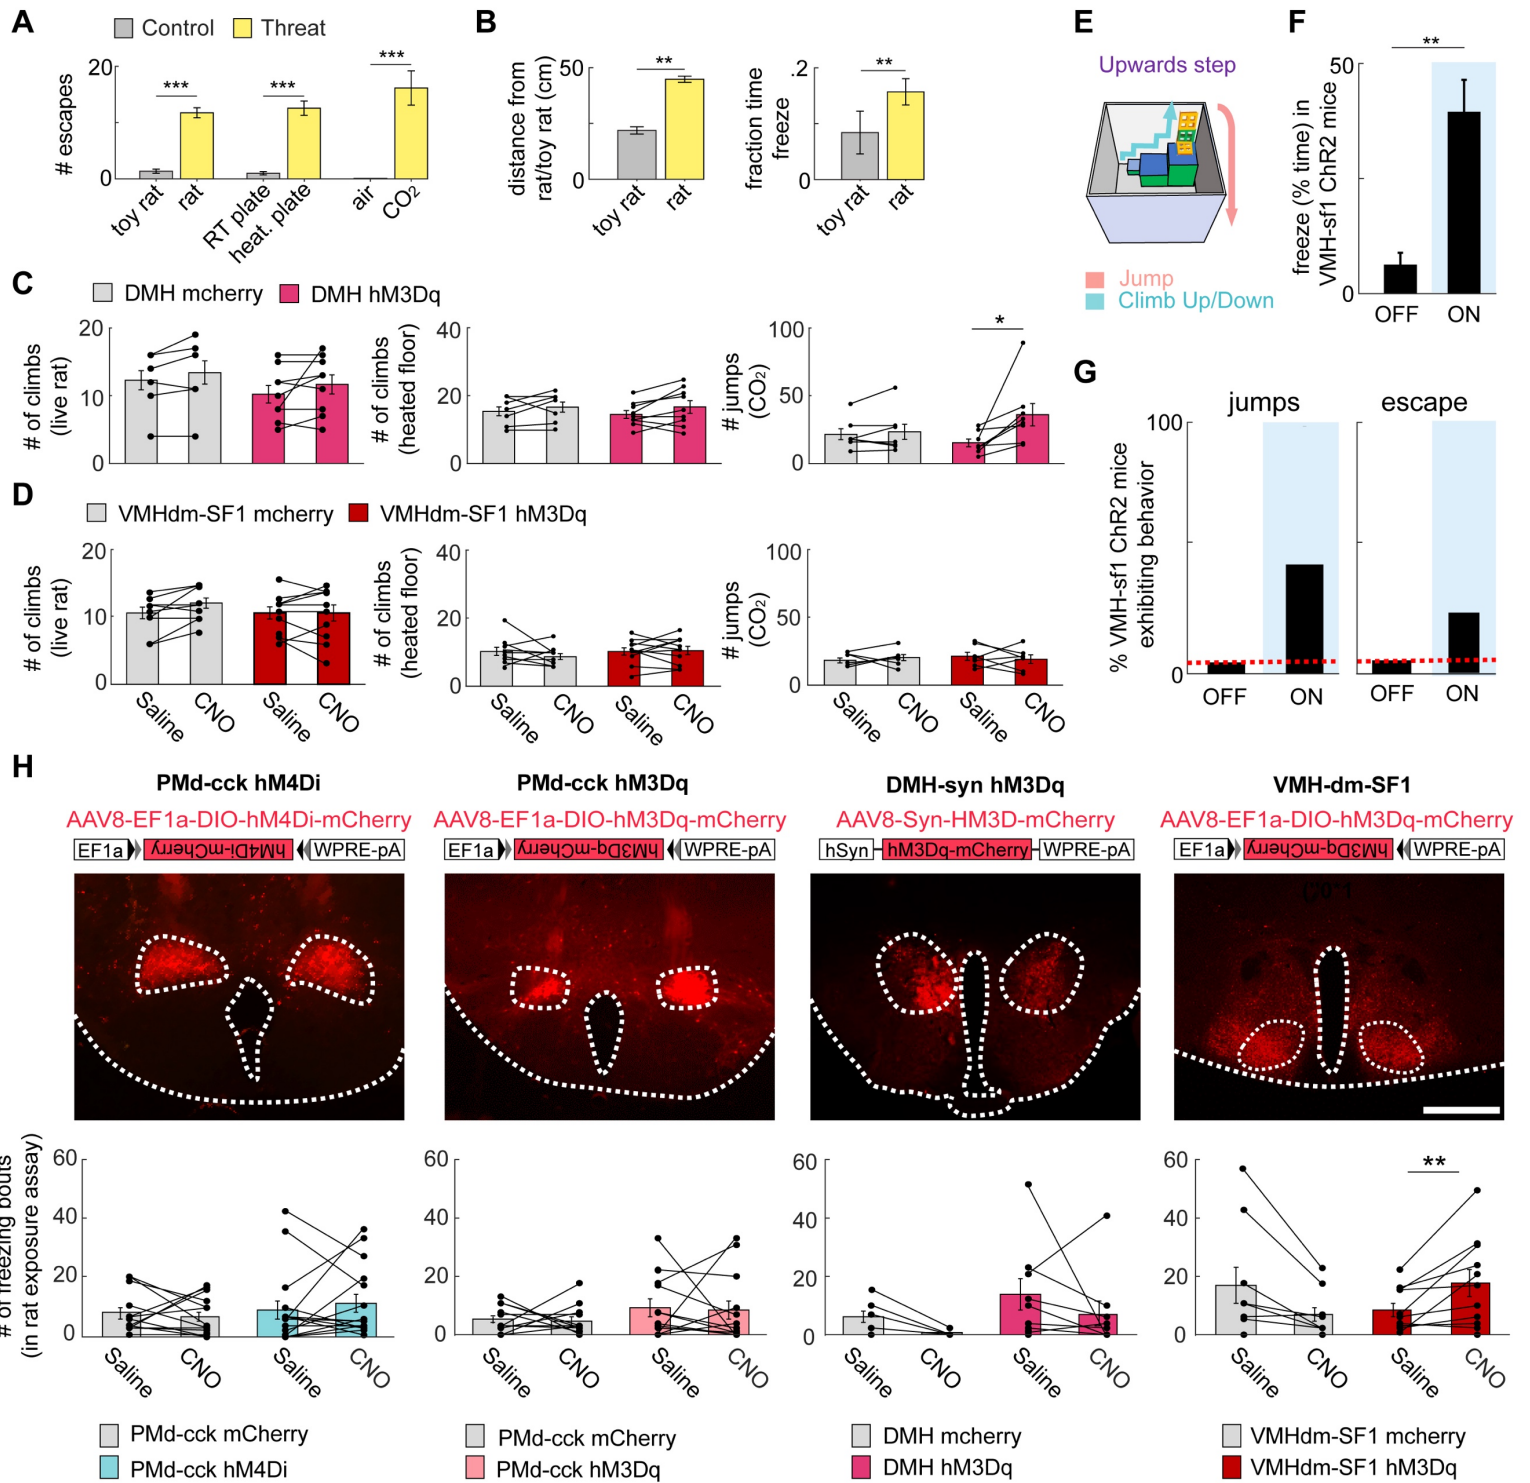 A
Control
Threat
# escapes
20
0
***
***
***
toy rat
rat
RT plate
heat. plate
air
CO2
B
distance from
rat/toy rat (cm)
50
0
**
toy rat
rat
fraction time
freeze
.2
0
**
toy rat
rat
E
Upwards step
Jump
Climb Up/Down
F
freeze (% time) in
VMH-sf1 ChR2 mice
50
0
**
OFF
ON
C
DMH mcherry
DMH hM3Dq
# of climbs
(live rat)
20
10
0
# of climbs
(heated floor)
40
20
0
# jumps
(CO2)
100
50
0
*
D
VMHdm-SF1 mcherry
VMHdm-SF1 hM3Dq
# of climbs
(live rat)
20
10
0
Saline
CNO
Saline
CNO
# of climbs
(heated floor)
40
20
0
Saline
CNO
Saline
CNO
# jumps
(CO2)
100
50
0
Saline
CNO
Saline
CNO
G
jumps
escape
% VMH-sf1 ChR2 mice
exhibiting behavior
100
0
OFF
ON
OFF
ON
H
PMd-cck hM4Di
AAV8-EF1a-DIO-hM4Di-mCherry
EF1a
hM4Di-mCherry
WPRE-pA
PMd-cck hM3Dq
AAV8-EF1a-DIO-hM3Dq-mCherry
EF1a
hM3Dq-mCherry
WPRE-pA
DMH-syn hM3Dq
AAV8-Syn-HM3D-mCherry
hSyn
hM3Dq-mCherry
WPRE-pA
VMH-dm-SF1
AAV8-EF1a-DIO-hM3Dq-mCherry
EF1a
hM3Dq-mCherry
WPRE-pA
# of freezing bouts
(in rat exposure assay)
60
40
20
0
Saline
CNO
Saline
CNO
60
40
20
0
Saline
CNO
Saline
CNO
60
40
20
0
Saline
CNO
Saline
CNO
60
40
20
0
**
Saline
CNO
Saline
CNO
PMd-cck mCherry
PMd-cck hM4Di
PMd-cck mCherry
PMd-cck hM3Dq
DMH mcherry
DMH hM3Dq
VMHdm-SF1 mcherry
VMHdm-SF1 hM3Dq